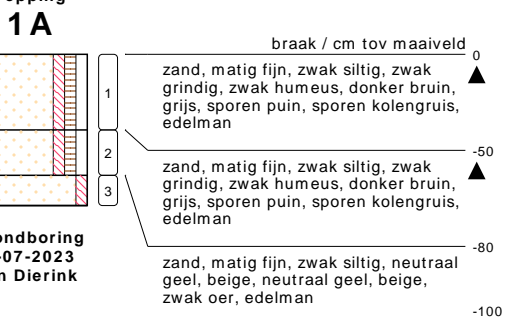 1A
braak / cm tov maaiveld
0
zand, matig fijn, zwak siltig, zwak
grindig, zwak humeus, donker bruin,
grijs, sporen puin, sporen kolengruis,
edelman
1
-50
2
zand, matig fijn, zwak siltig, zwak
grindig, zwak humeus, donker bruin,
grijs, sporen puin, sporen kolengruis,
edelman
3
-80
zand, matig fijn, zwak siltig, neutraal
geel, beige, neutraal geel, beige,
zwak oer, edelman
-100
ondboring
-07-2023
n Dierink